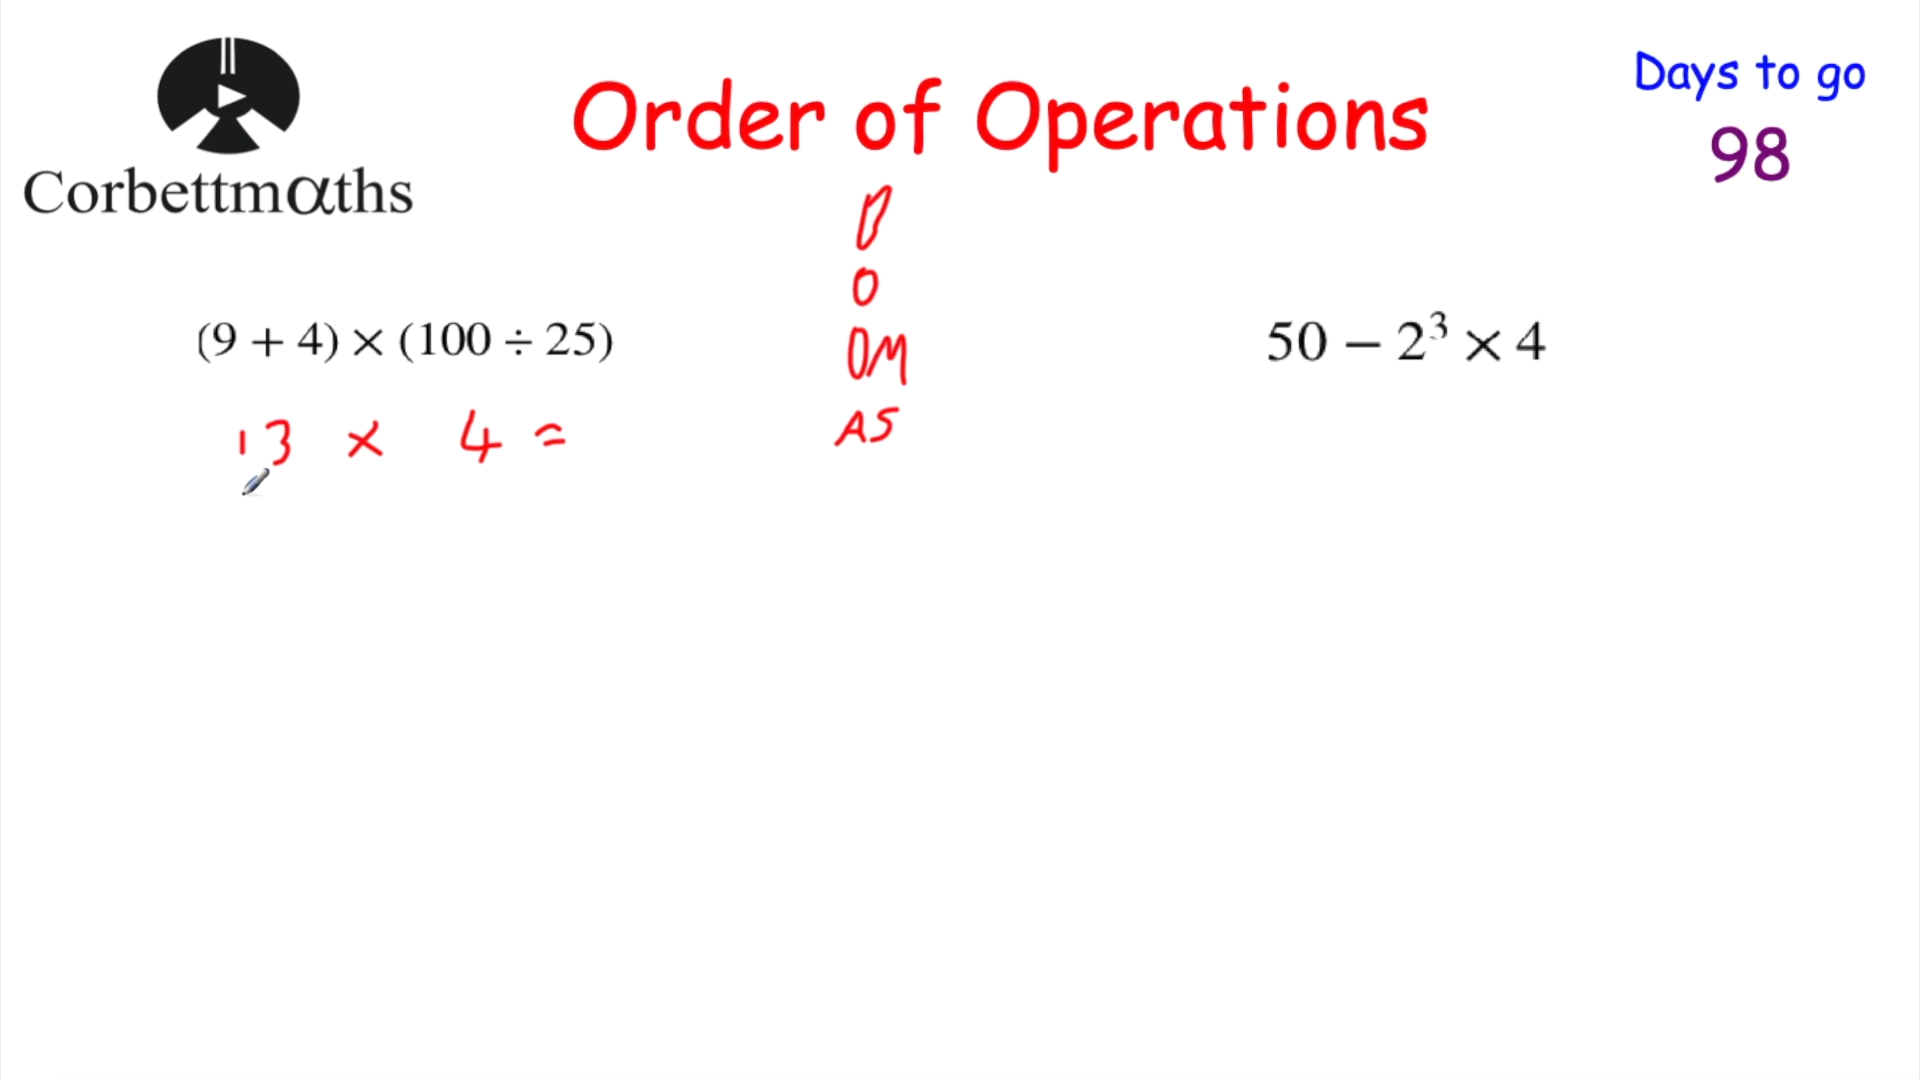 Corbettmαths
Order of Operations
Days to go
98
B
O
DM
AS
(9 + 4) × (100 ÷ 25)
13 × 4 =
50 − 2³ × 4